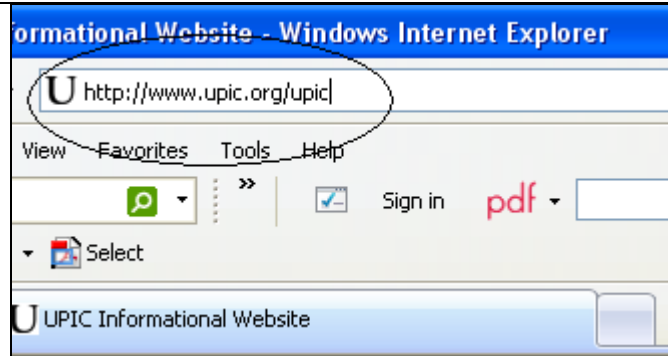 formational Website - Windows Internet Explorer
U http://www.upic.org/upic
View Favorites Tools Help
» Sign in pdf
Select
U UPIC Informational Website